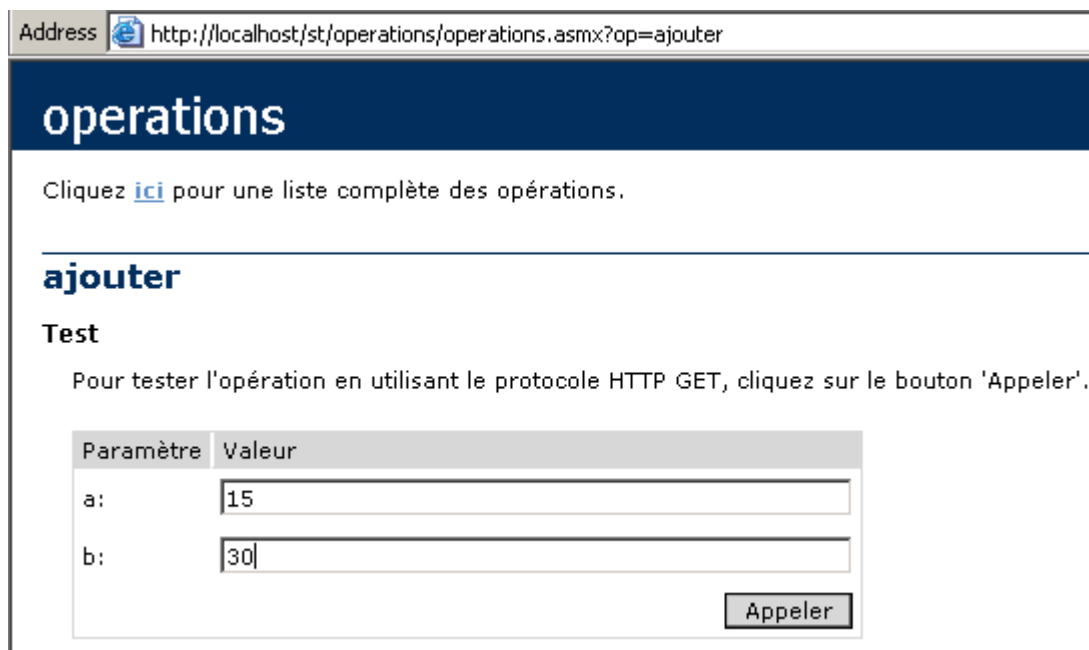 Address http://localhost/st/operations/operations.asmx?op=ajouter
operations
Cliquez ici pour une liste complète des opérations.
ajouter
Test
Pour tester l'opération en utilisant le protocole HTTP GET, cliquez sur le bouton 'Appeler'.
Paramètre Valeur
a: 15
b: 30
Appeler